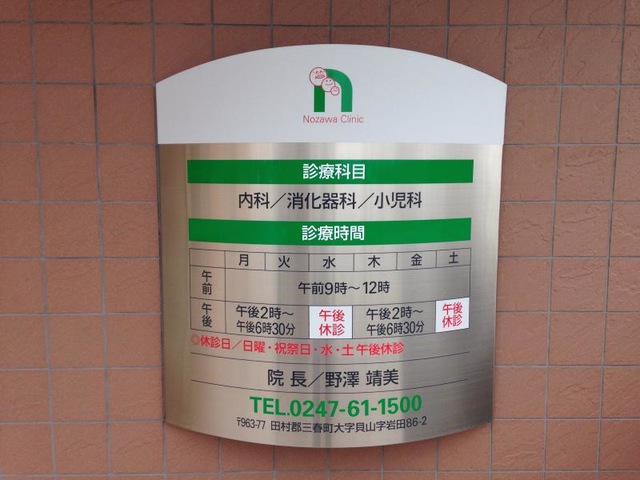 n
Nozawa Clinic
診療科目
内科／消化器科／小児科
診療時間
月 火 水 木 金 土
午前 午前9時～12時
午後 午後2時～午後6時30分 午後休診 午後2時～午後6時30分 午後休診
◎休診日／日曜・祝祭日・水・土午後休診
院 長／野澤 靖美
TEL.0247-61-1500
〒963-77 田村郡三春町大字貝山字岩田86-2